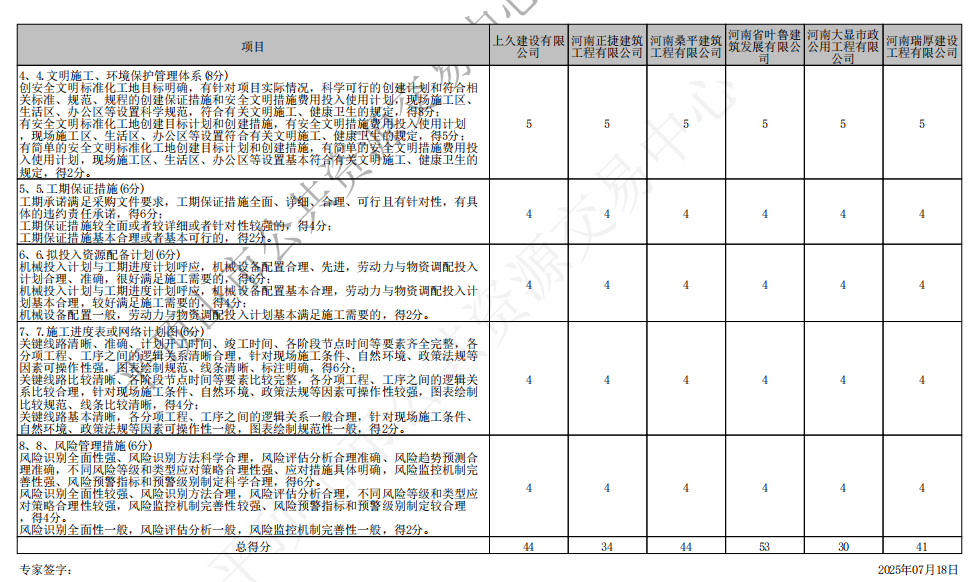 项目
上久建设有限公司
河南正捷建筑工程有限公司
河南桑平建筑工程有限公司
河南省叶鲁建筑发展有限公司
河南大显市政公用工程有限公司
河南瑞厚建设工程有限公司
4、4.文明施工、环境保护管理体系(8分)
创安全文明标准化工地目标明确，有针对项目实际情况，科学可行的创建计划和符合相
关标准、规范、规程的创建保证措施和安全文明措施费用投入使用计划，现场施工区、
生活区、办公区等设置科学规范，符合有关文明施工、健康卫生的规定，得8分；
有安全文明标准化工地创建目标计划和创建措施，有安全文明措施费用投入使用计划
，现场施工区、生活区、办公区等设置符合有关文明施工、健康卫生的规定，得5分；
有简单的安全文明标准化工地创建目标计划和创建措施，有简单的安全文明措施费用投
入使用计划，现场施工区、生活区、办公区等设置基本符合有关文明施工、健康卫生的
规定，得2分。
5 5 5 5 5 5
5、5.工期保证措施(6分)
工期承诺满足采购文件要求，工期保证措施全面、详细、合理、可行且有针对性，有具
体的违约责任承诺，得6分；
工期保证措施较全面或者较详细或者针对性较强的，得4分；
工期保证措施基本合理或者基本可行的，得2分。
4 4 4 4 4 4
6、6.拟投入资源配备计划(6分)
机械投入计划与工期进度计划呼应，机械设备配置合理、先进，劳动力与物资调配投入
计划合理、准确，很好满足施工需要的，得6分；
机械投入计划与工期进度计划呼应，机械设备配置基本合理，劳动力与物资调配投入计
划基本合理，较好满足施工需要的，得4分；
机械设备配置一般，劳动力与物资调配投入计划基本满足施工需要的，得2分。
4 4 4 4 4 4
7、7.施工进度表或网络计划图(6分)
关键线路清晰、准确、计划开工时间、竣工时间、各阶段节点时间等要素齐全完整，各
分项工程、工序之间的逻辑关系清晰合理，针对现场施工条件、自然环境、政策法规等
因素可操作性强，图表绘制规范、线条清晰、标注明确，得6分；
关键线路比较清晰、各阶段节点时间等要素比较完整，各分项工程、工序之间的逻辑关
系比较合理，针对现场施工条件、自然环境、政策法规等因素可操作性较强，图表绘制
比较规范、线条比较清晰，得4分；
关键线路基本清晰，各分项工程、工序之间的逻辑关系一般合理，针对现场施工条件、
自然环境、政策法规等因素可操作性一般，图表绘制规范性一般，得2分。
4 4 4 4 4 4
8、8、风险管理措施(6分)
风险识别全面性强、风险识别方法科学合理，风险评估分析合理准确、风险趋势预测合
理准确，不同风险等级和类型应对策略合理性强、应对措施具体明确，风险监控机制完
善性强、风险预警指标和预警级别制定科学合理，得6分。
风险识别全面性较强、风险识别方法合理，风险评估分析合理，不同风险等级和类型应
对策略合理性较强，风险监控机制完善性较强、风险预警指标和预警级别制定较合理
，得4分。
风险识别全面性一般，风险评估分析一般，风险监控机制完善性一般，得2分。
4 4 4 4 4 4
总得分 44 34 44 53 30 41
专家签字：
2025年07月18日